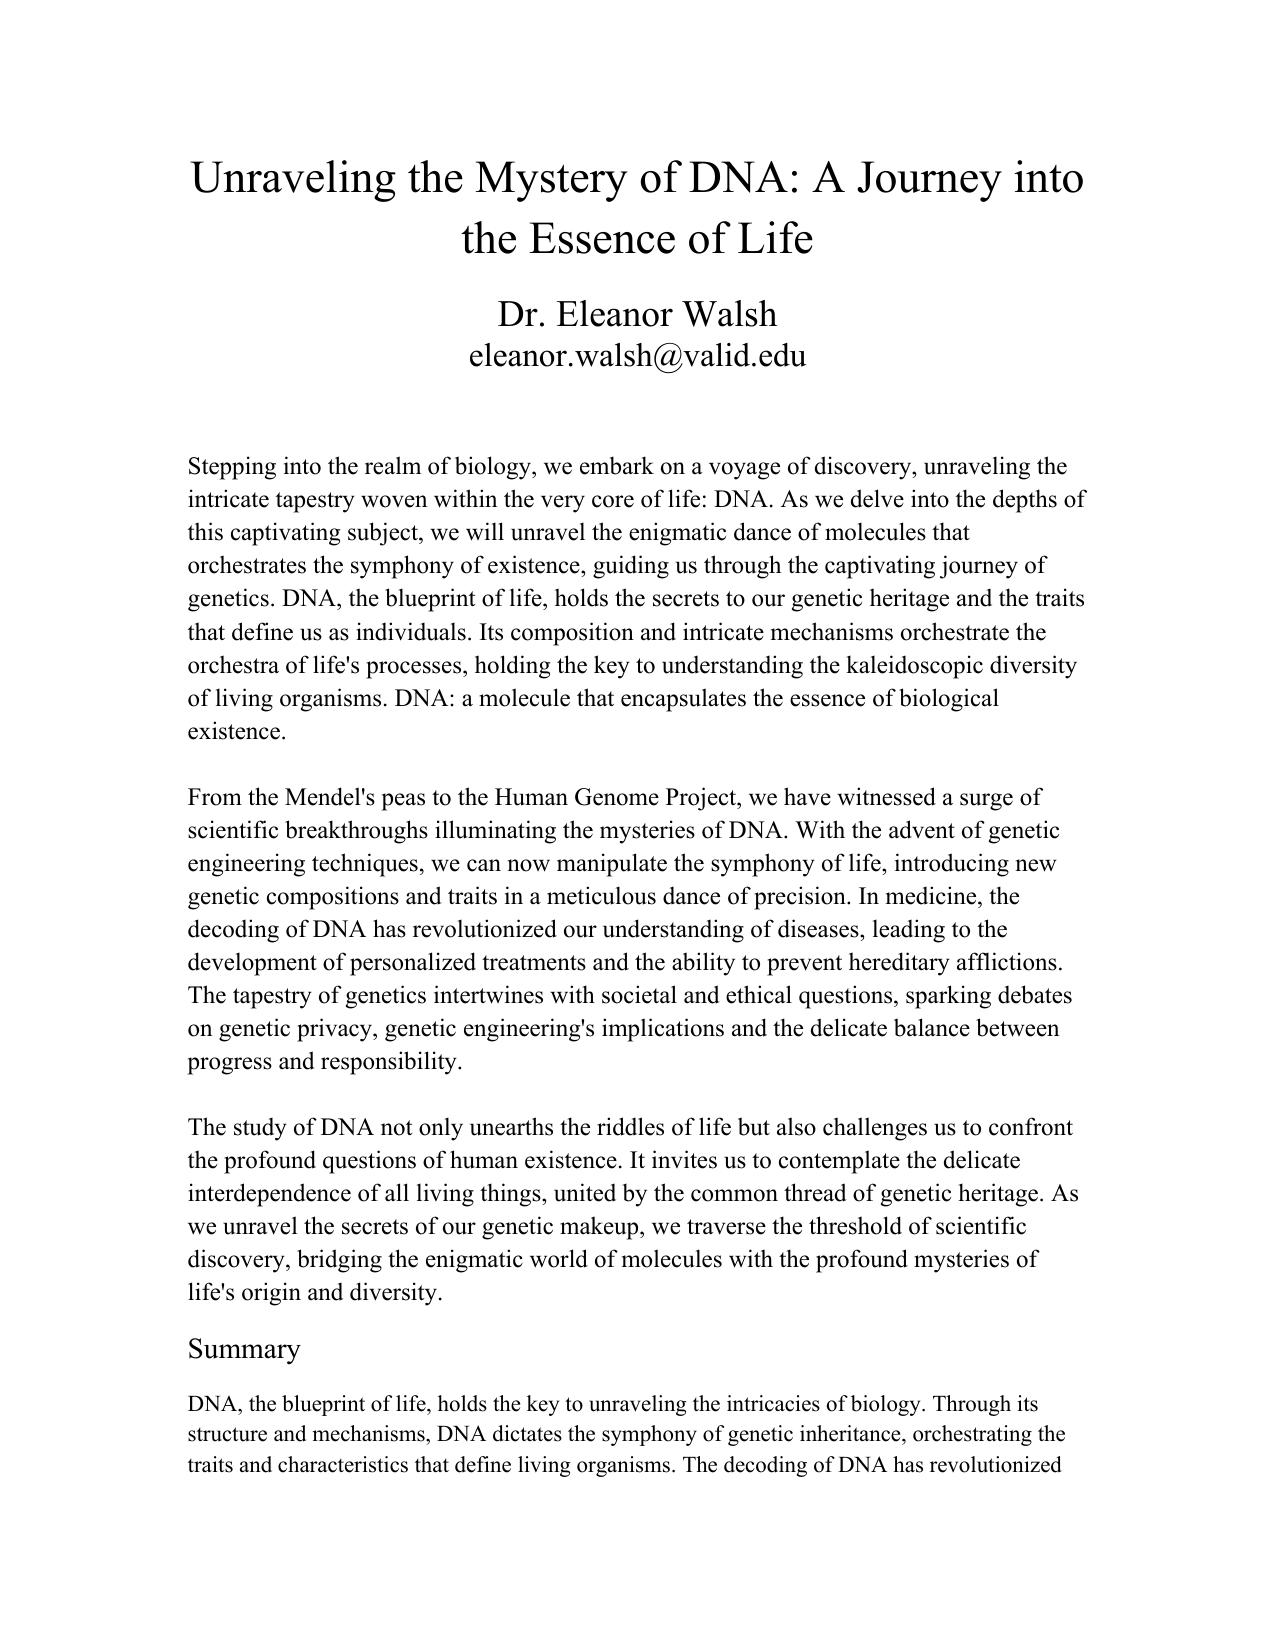 Unraveling the Mystery of DNA: A Journey into
the Essence of Life
Dr. Eleanor Walsh
eleanor.walsh@valid.edu
Stepping into the realm of biology, we embark on a voyage of discovery, unraveling the
intricate tapestry woven within the very core of life: DNA. As we delve into the depths of
this captivating subject, we will unravel the enigmatic dance of molecules that
orchestrates the symphony of existence, guiding us through the captivating journey of
genetics. DNA, the blueprint of life, holds the secrets to our genetic heritage and the traits
that define us as individuals. Its composition and intricate mechanisms orchestrate the
orchestra of life's processes, holding the key to understanding the kaleidoscopic diversity
of living organisms. DNA: a molecule that encapsulates the essence of biological
existence.
From the Mendel's peas to the Human Genome Project, we have witnessed a surge of
scientific breakthroughs illuminating the mysteries of DNA. With the advent of genetic
engineering techniques, we can now manipulate the symphony of life, introducing new
genetic compositions and traits in a meticulous dance of precision. In medicine, the
decoding of DNA has revolutionized our understanding of diseases, leading to the
development of personalized treatments and the ability to prevent hereditary afflictions.
The tapestry of genetics intertwines with societal and ethical questions, sparking debates
on genetic privacy, genetic engineering's implications and the delicate balance between
progress and responsibility.
The study of DNA not only unearths the riddles of life but also challenges us to confront
the profound questions of human existence. It invites us to contemplate the delicate
interdependence of all living things, united by the common thread of genetic heritage. As
we unravel the secrets of our genetic makeup, we traverse the threshold of scientific
discovery, bridging the enigmatic world of molecules with the profound mysteries of
life's origin and diversity.
Summary
DNA, the blueprint of life, holds the key to unraveling the intricacies of biology. Through its
structure and mechanisms, DNA dictates the symphony of genetic inheritance, orchestrating the
traits and characteristics that define living organisms. The decoding of DNA has revolutionized